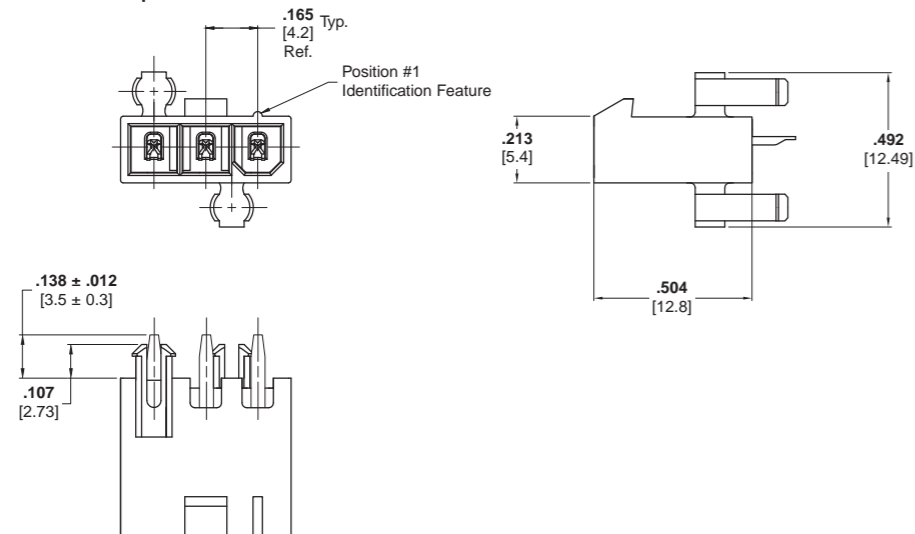 .165 Typ.
[4.2]
Ref.
Position #1
Identification Feature
.213
[5.4]
.492
[12.49]
.504
[12.8]
.138 ± .012
[3.5 ± 0.3]
.107
[2.73]